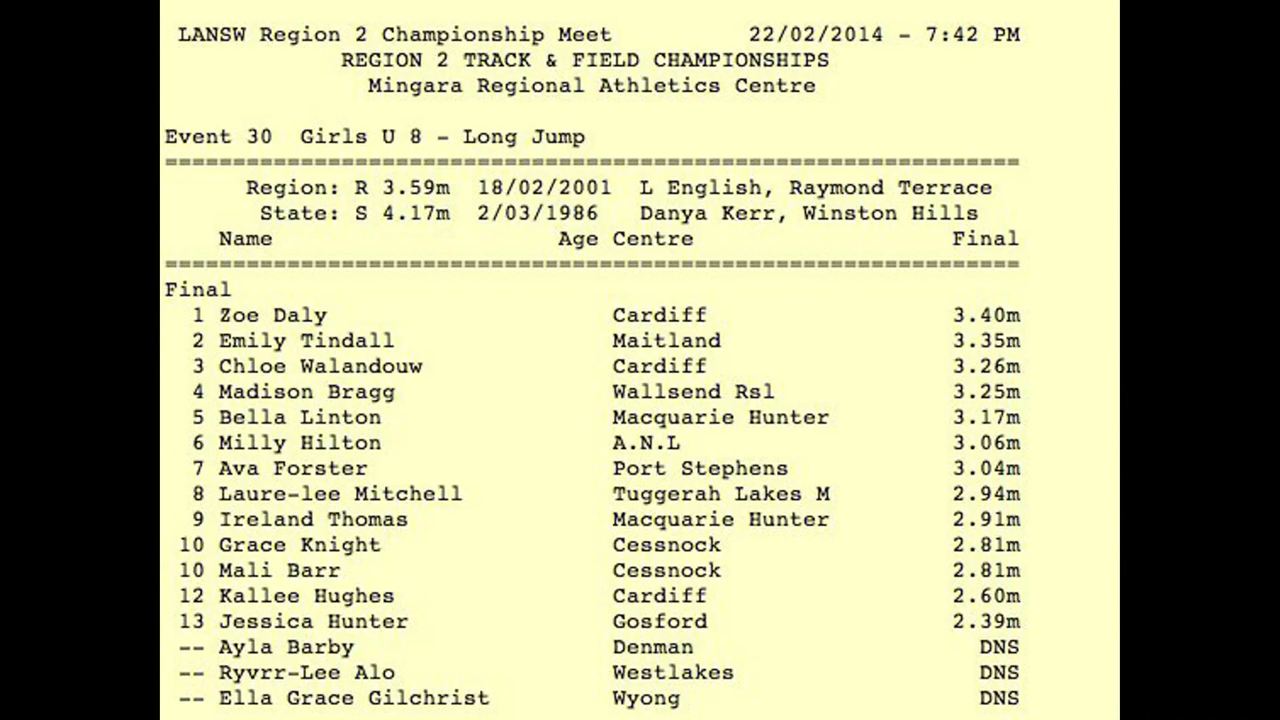 LANSW Region 2 Championship Meet 22/02/2014 - 7:42 PM
REGION 2 TRACK & FIELD CHAMPIONSHIPS
Mingara Regional Athletics Centre
Event 30 Girls U 8 - Long Jump
===============================================================
Region: R 3.59m 18/02/2001 L English, Raymond Terrace
State: S 4.17m 2/03/1986 Danya Kerr, Winston Hills
Name Age Centre Final
===============================================================
Final
1 Zoe Daly Cardiff 3.40m
2 Emily Tindall Maitland 3.35m
3 Chloe Walandouw Cardiff 3.26m
4 Madison Bragg Wallsend Rsl 3.25m
5 Bella Linton Macquarie Hunter 3.17m
6 Milly Hilton A.N.L 3.06m
7 Ava Forster Port Stephens 3.04m
8 Laure-lee Mitchell Tuggerah Lakes M 2.94m
9 Ireland Thomas Macquarie Hunter 2.91m
10 Grace Knight Cessnock 2.81m
10 Mali Barr Cessnock 2.81m
12 Kallee Hughes Cardiff 2.60m
13 Jessica Hunter Gosford 2.39m
-- Ayla Barby Denman DNS
-- Ryvrr-Lee Alo Westlakes DNS
-- Ella Grace Gilchrist Wyong DNS